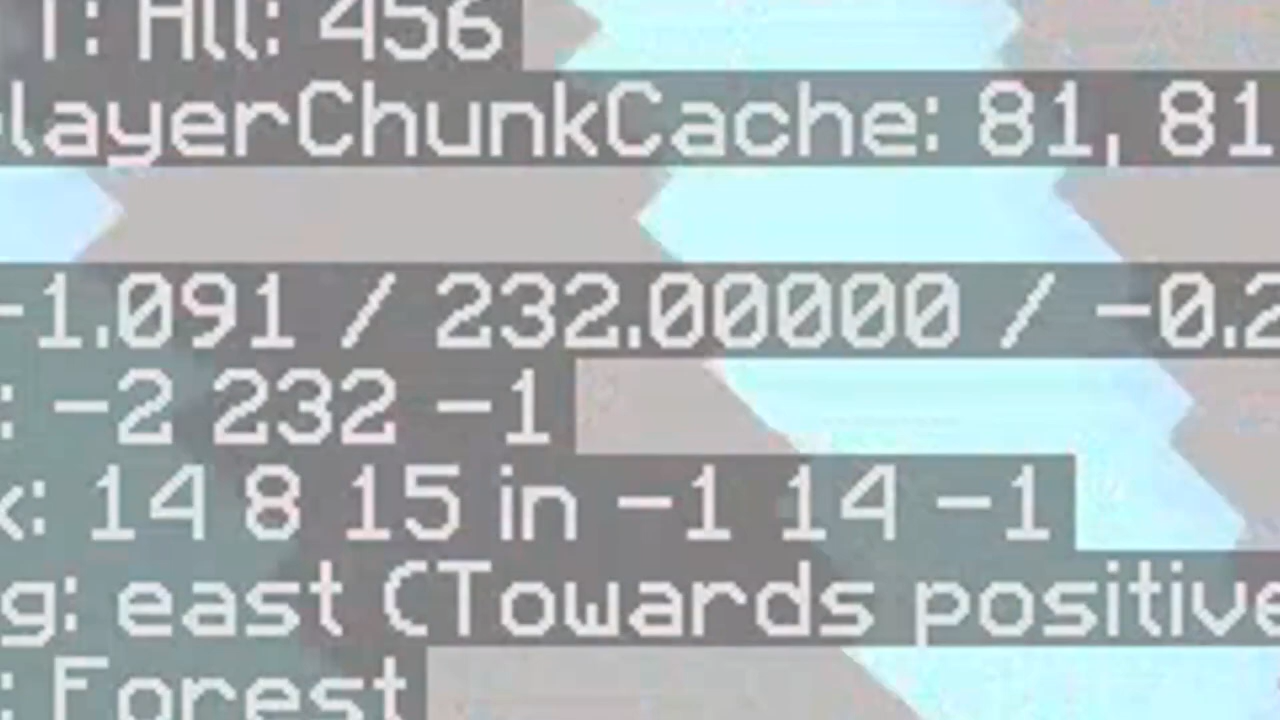 T: All: 456
layerChunkCache: 81, 81
-1.091 / 232.00000 / -0.2
: -2 232 -1
k: 14 8 15 in -1 14 -1
g: east (Towards positive
: Forest